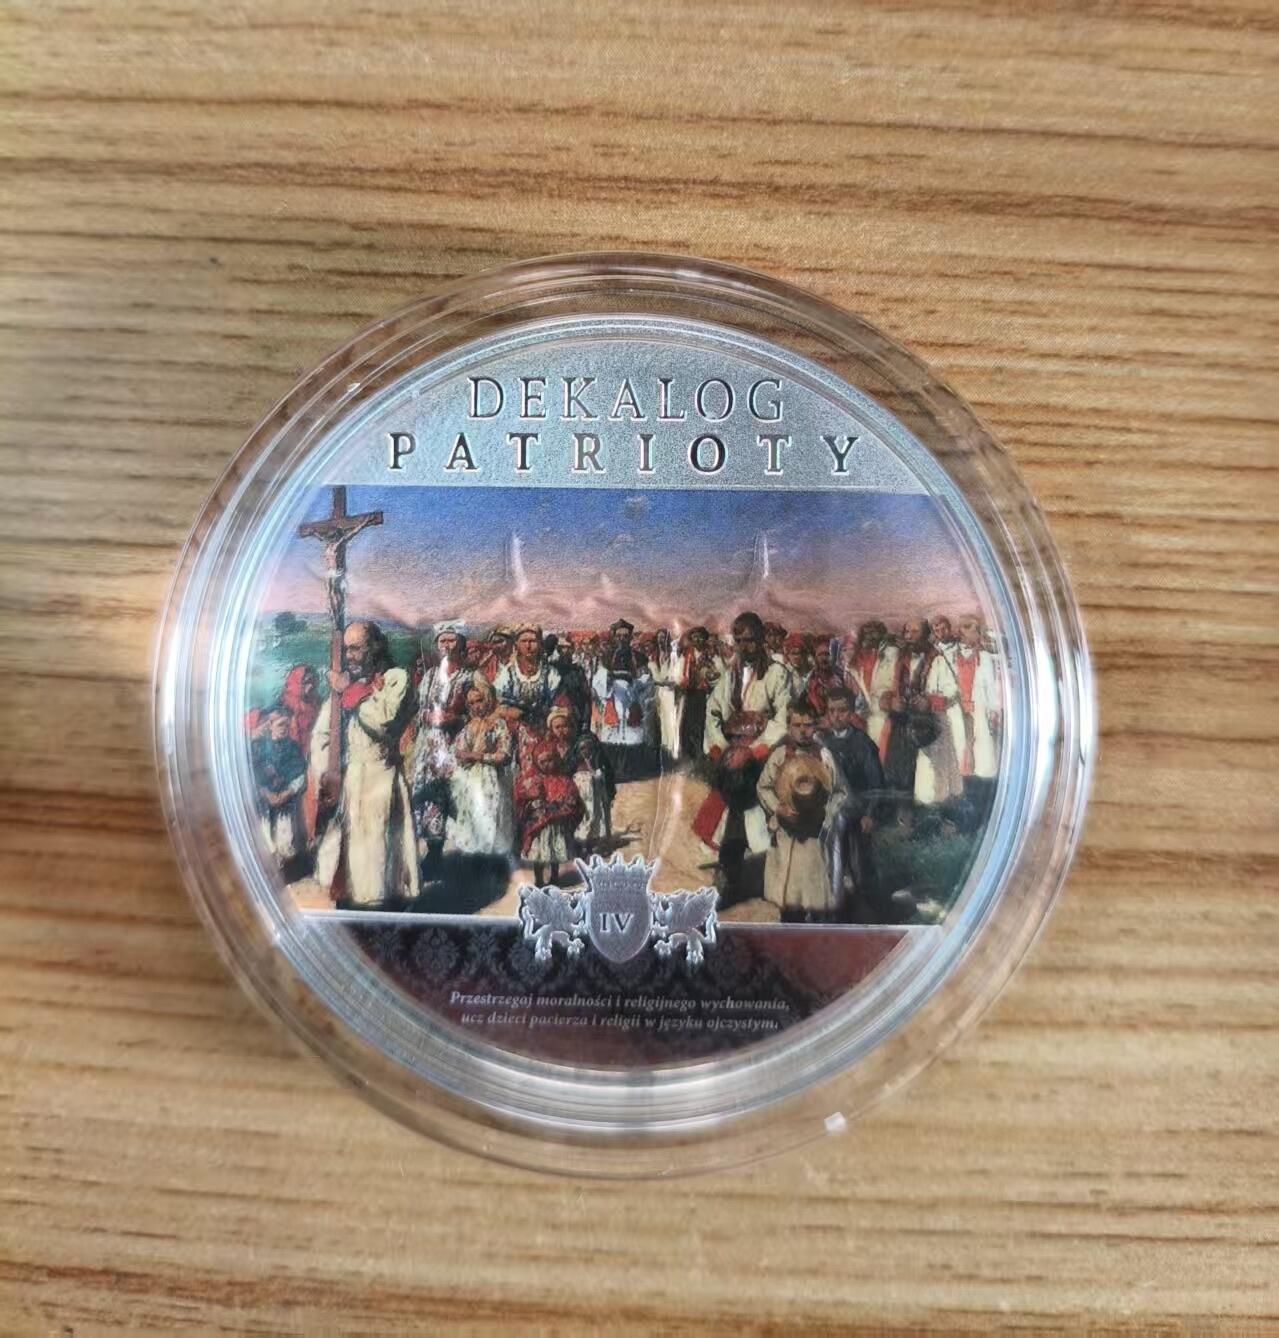 DEKALOG
PATRIOTY
IV
Przestrzegaj moralności i religijnego wychowania,
ucz dzieci pacierza i religii w języku ojczystym.